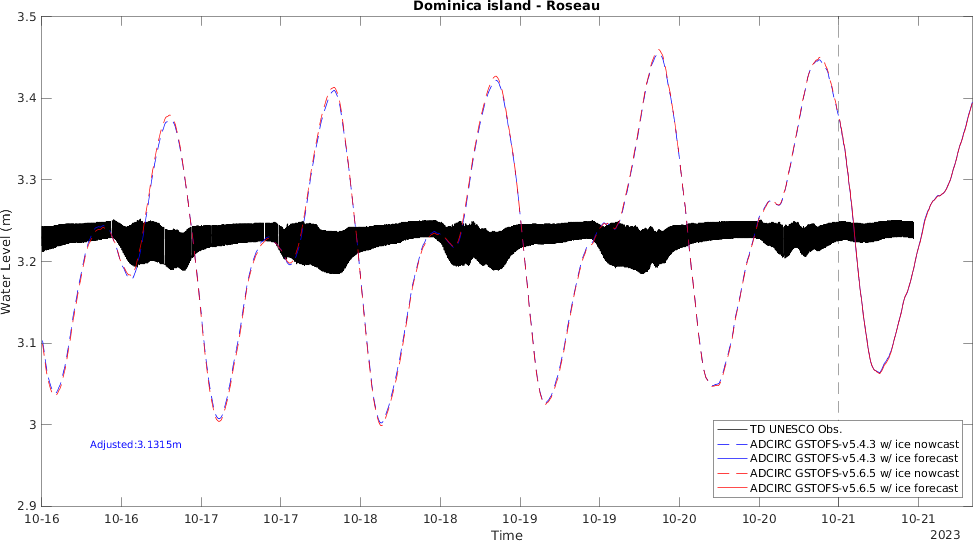 Dominica island - Roseau
3.5
3.4
3.3
3.2
3.1
3
2.9
Water Level (m)
Adjusted:3.1315m
TD UNESCO Obs.
ADCIRC GSTOFS-v5.4.3 w/ ice nowcast
ADCIRC GSTOFS-v5.4.3 w/ ice forecast
ADCIRC GSTOFS-v5.6.5 w/ ice nowcast
ADCIRC GSTOFS-v5.6.5 w/ ice forecast
10-16 10-16 10-17 10-17 10-18 10-18 10-19 10-19 10-20 10-20 10-21 10-21
2023
Time